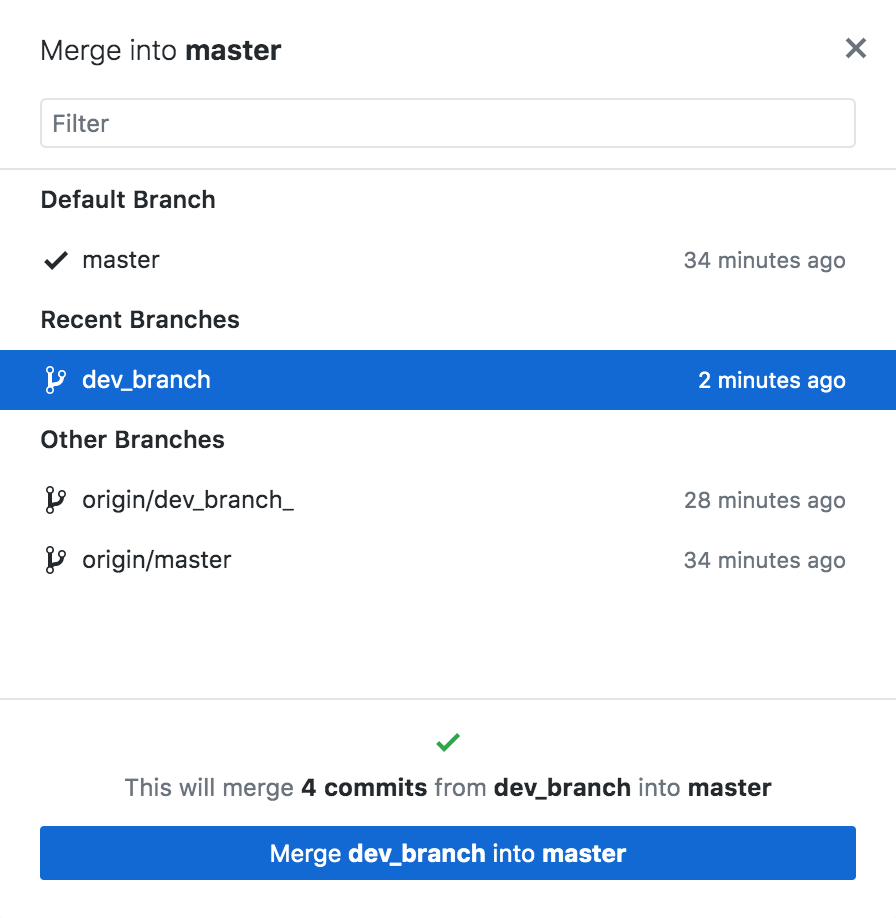 Merge into master
Filter
Default Branch
master 34 minutes ago
Recent Branches
dev_branch 2 minutes ago
Other Branches
origin/dev_branch_ 28 minutes ago
origin/master 34 minutes ago
This will merge 4 commits from dev_branch into master
Merge dev_branch into master